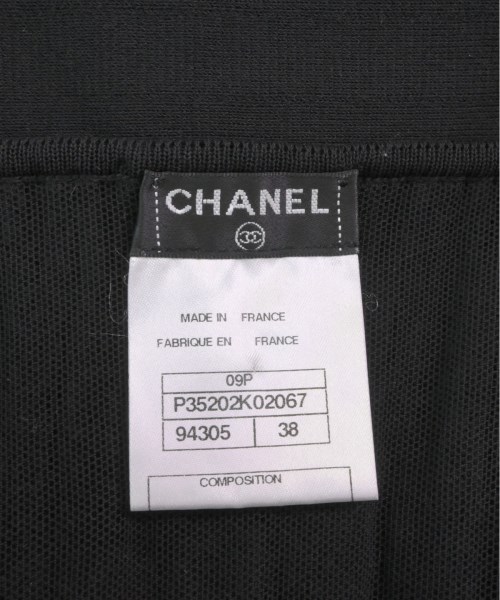 CHANEL
MADE IN FRANCE
FABRIQUE EN FRANCE
09P
P35202K02067
94305 38
COMPOSITION